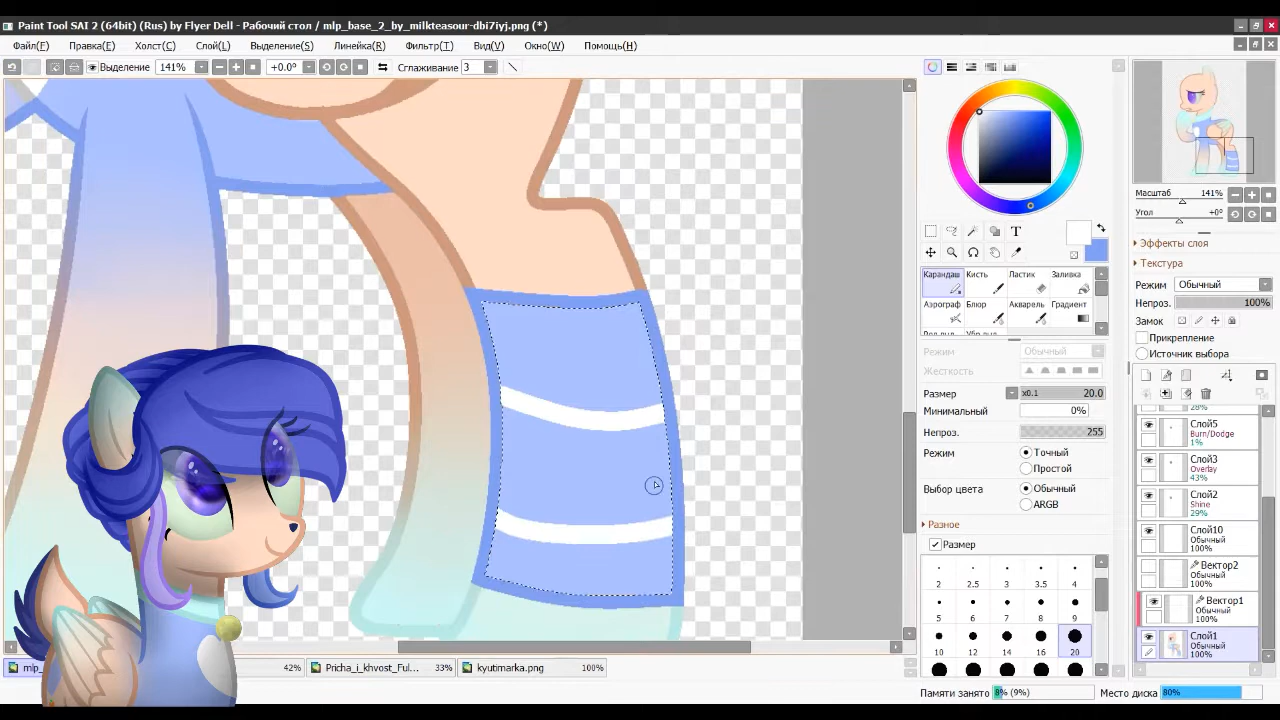 Paint Tool SAI 2 (64bit) (Rus) by Flyer Dell - Рабочий стол / mlp_base_2_by_milkteasour-dbi7iyj.png (*)
Файл(F) Правка(E) Холст(C) Слой(L) Выделение(S) Линейка(R) Фильтр(T) Вид(V) Окно(W) Помощь(H)
Выделение 141% +0.0° Сглаживание 3
Масштаб 141%
Угол +0°
Эффекты слоя
Текстура
Режим Обычный
Непроз. 100%
Замок
Прикрепление
Источник выбора
T
Карандаш Кисть Ластик Заливка
Аэрограф Блюр Акварель Градиент
Режим Обычный
Жесткость
Размер x0.1 20.0
Минимальный 0%
Непроз. 255
Режим Точный
Простой
Выбор цвета Обычный
ARGB
Разное
Размер
2 2.5 3 3.5 4
5 6 7 8 9
10 12 14 16 20
28%
Слой5
Burn/Dodge
1%
Слой3
Overlay
43%
Слой2
Shine
29%
Слой10
Обычный
100%
Вектор2
Обычный
100%
Вектор1
Обычный
100%
Слой1
Обычный
100%
42% Pricha_i_khvost_Ful... 33% kyutimarka.png 100%
Памяти занято 8% (9%) Место диска 80%